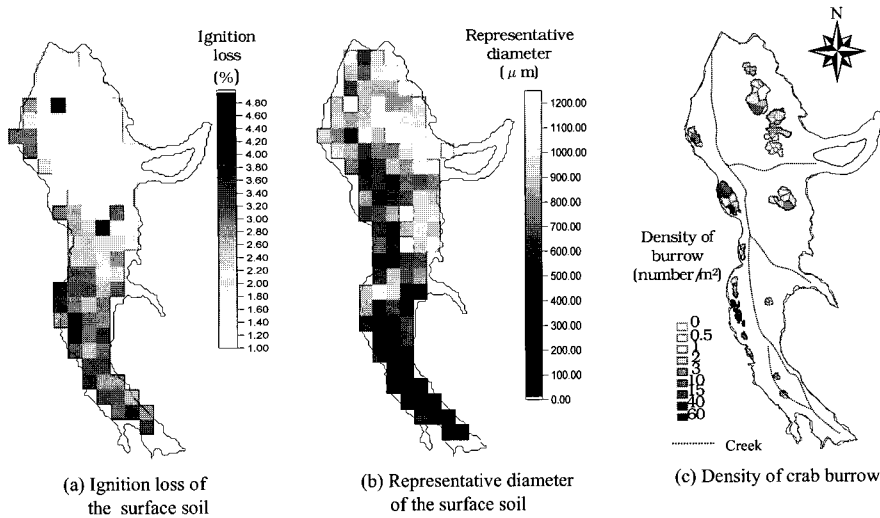 Ignition
loss
(%)
4.80
4.60
4.40
4.20
4.00
3.80
3.60
3.40
3.20
3.00
2.80
2.60
2.40
2.20
2.00
1.80
1.60
1.40
1.20
1.00
(a) Ignition loss of
the surface soil
Representative
diameter
(μm)
1200.00
1100.00
1000.00
900.00
800.00
700.00
600.00
500.00
400.00
300.00
200.00
100.00
0.00
(b) Representative diameter
of the surface soil
N
Density of
burrow
(number/m²)
0
0.5
1
2
3
10
15
40
60
Creek
(c) Density of crab burrow